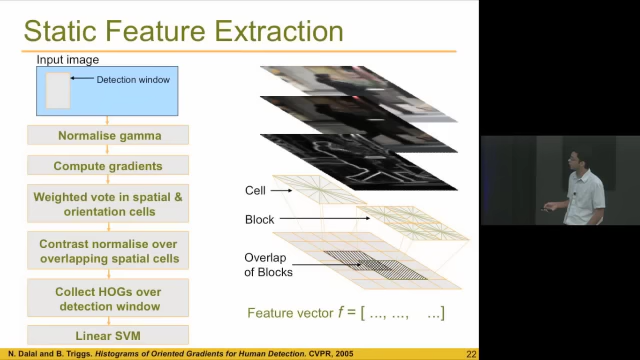 Static Feature Extraction
Input image
Detection window
Normalise gamma
Compute gradients
Weighted vote in spatial &
orientation cells
Contrast normalise over
overlapping spatial cells
Collect HOGs over
detection window
Linear SVM
Cell
Block
Overlap
of Blocks
Feature vector f = [ ..., ..., ...]
N. Dalal and B. Triggs. Histograms of Oriented Gradients for Human Detection. CVPR, 2005
22